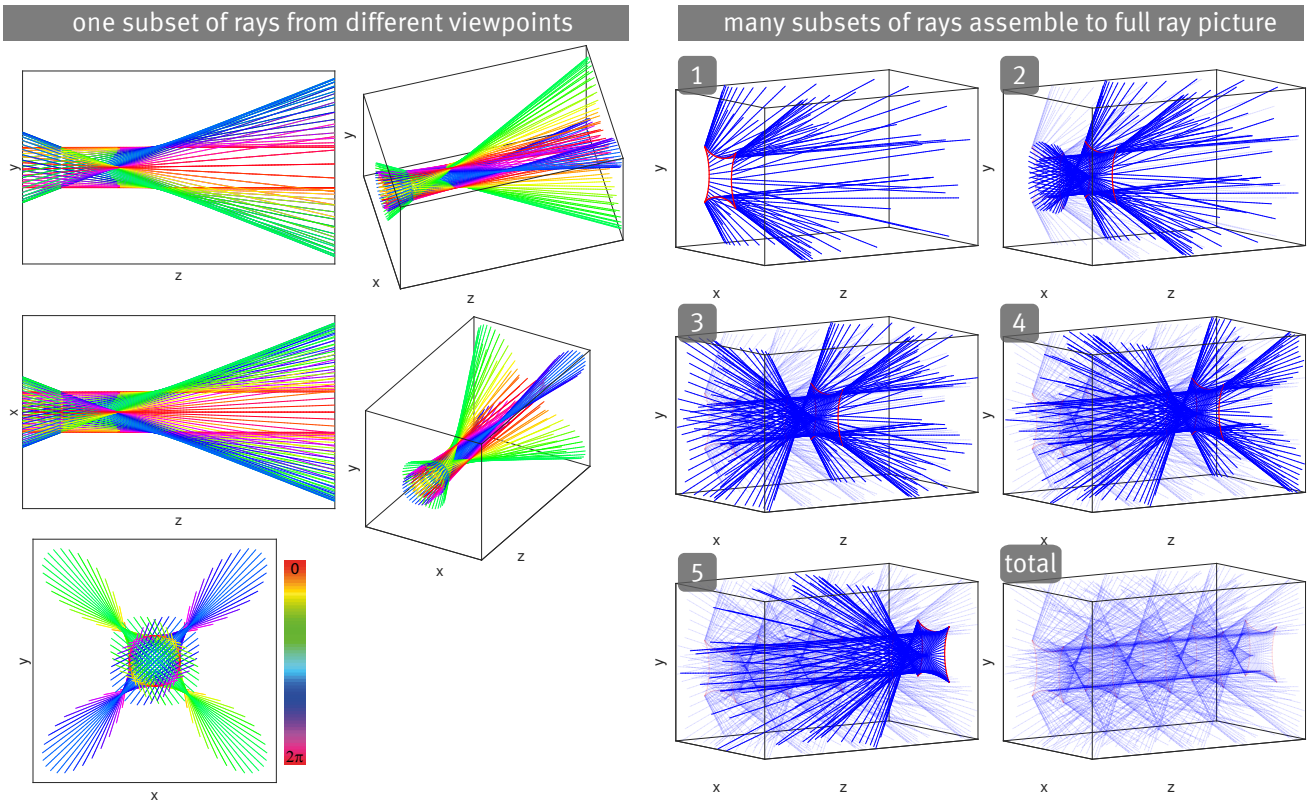 one subset of rays from different viewpoints
y
z
y
x
z
x
z
y
x
z
y
x
0
2π
many subsets of rays assemble to full ray picture
1
y
x
z
2
y
x
z
3
y
x
z
4
y
x
z
5
y
x
z
total
y
x
z